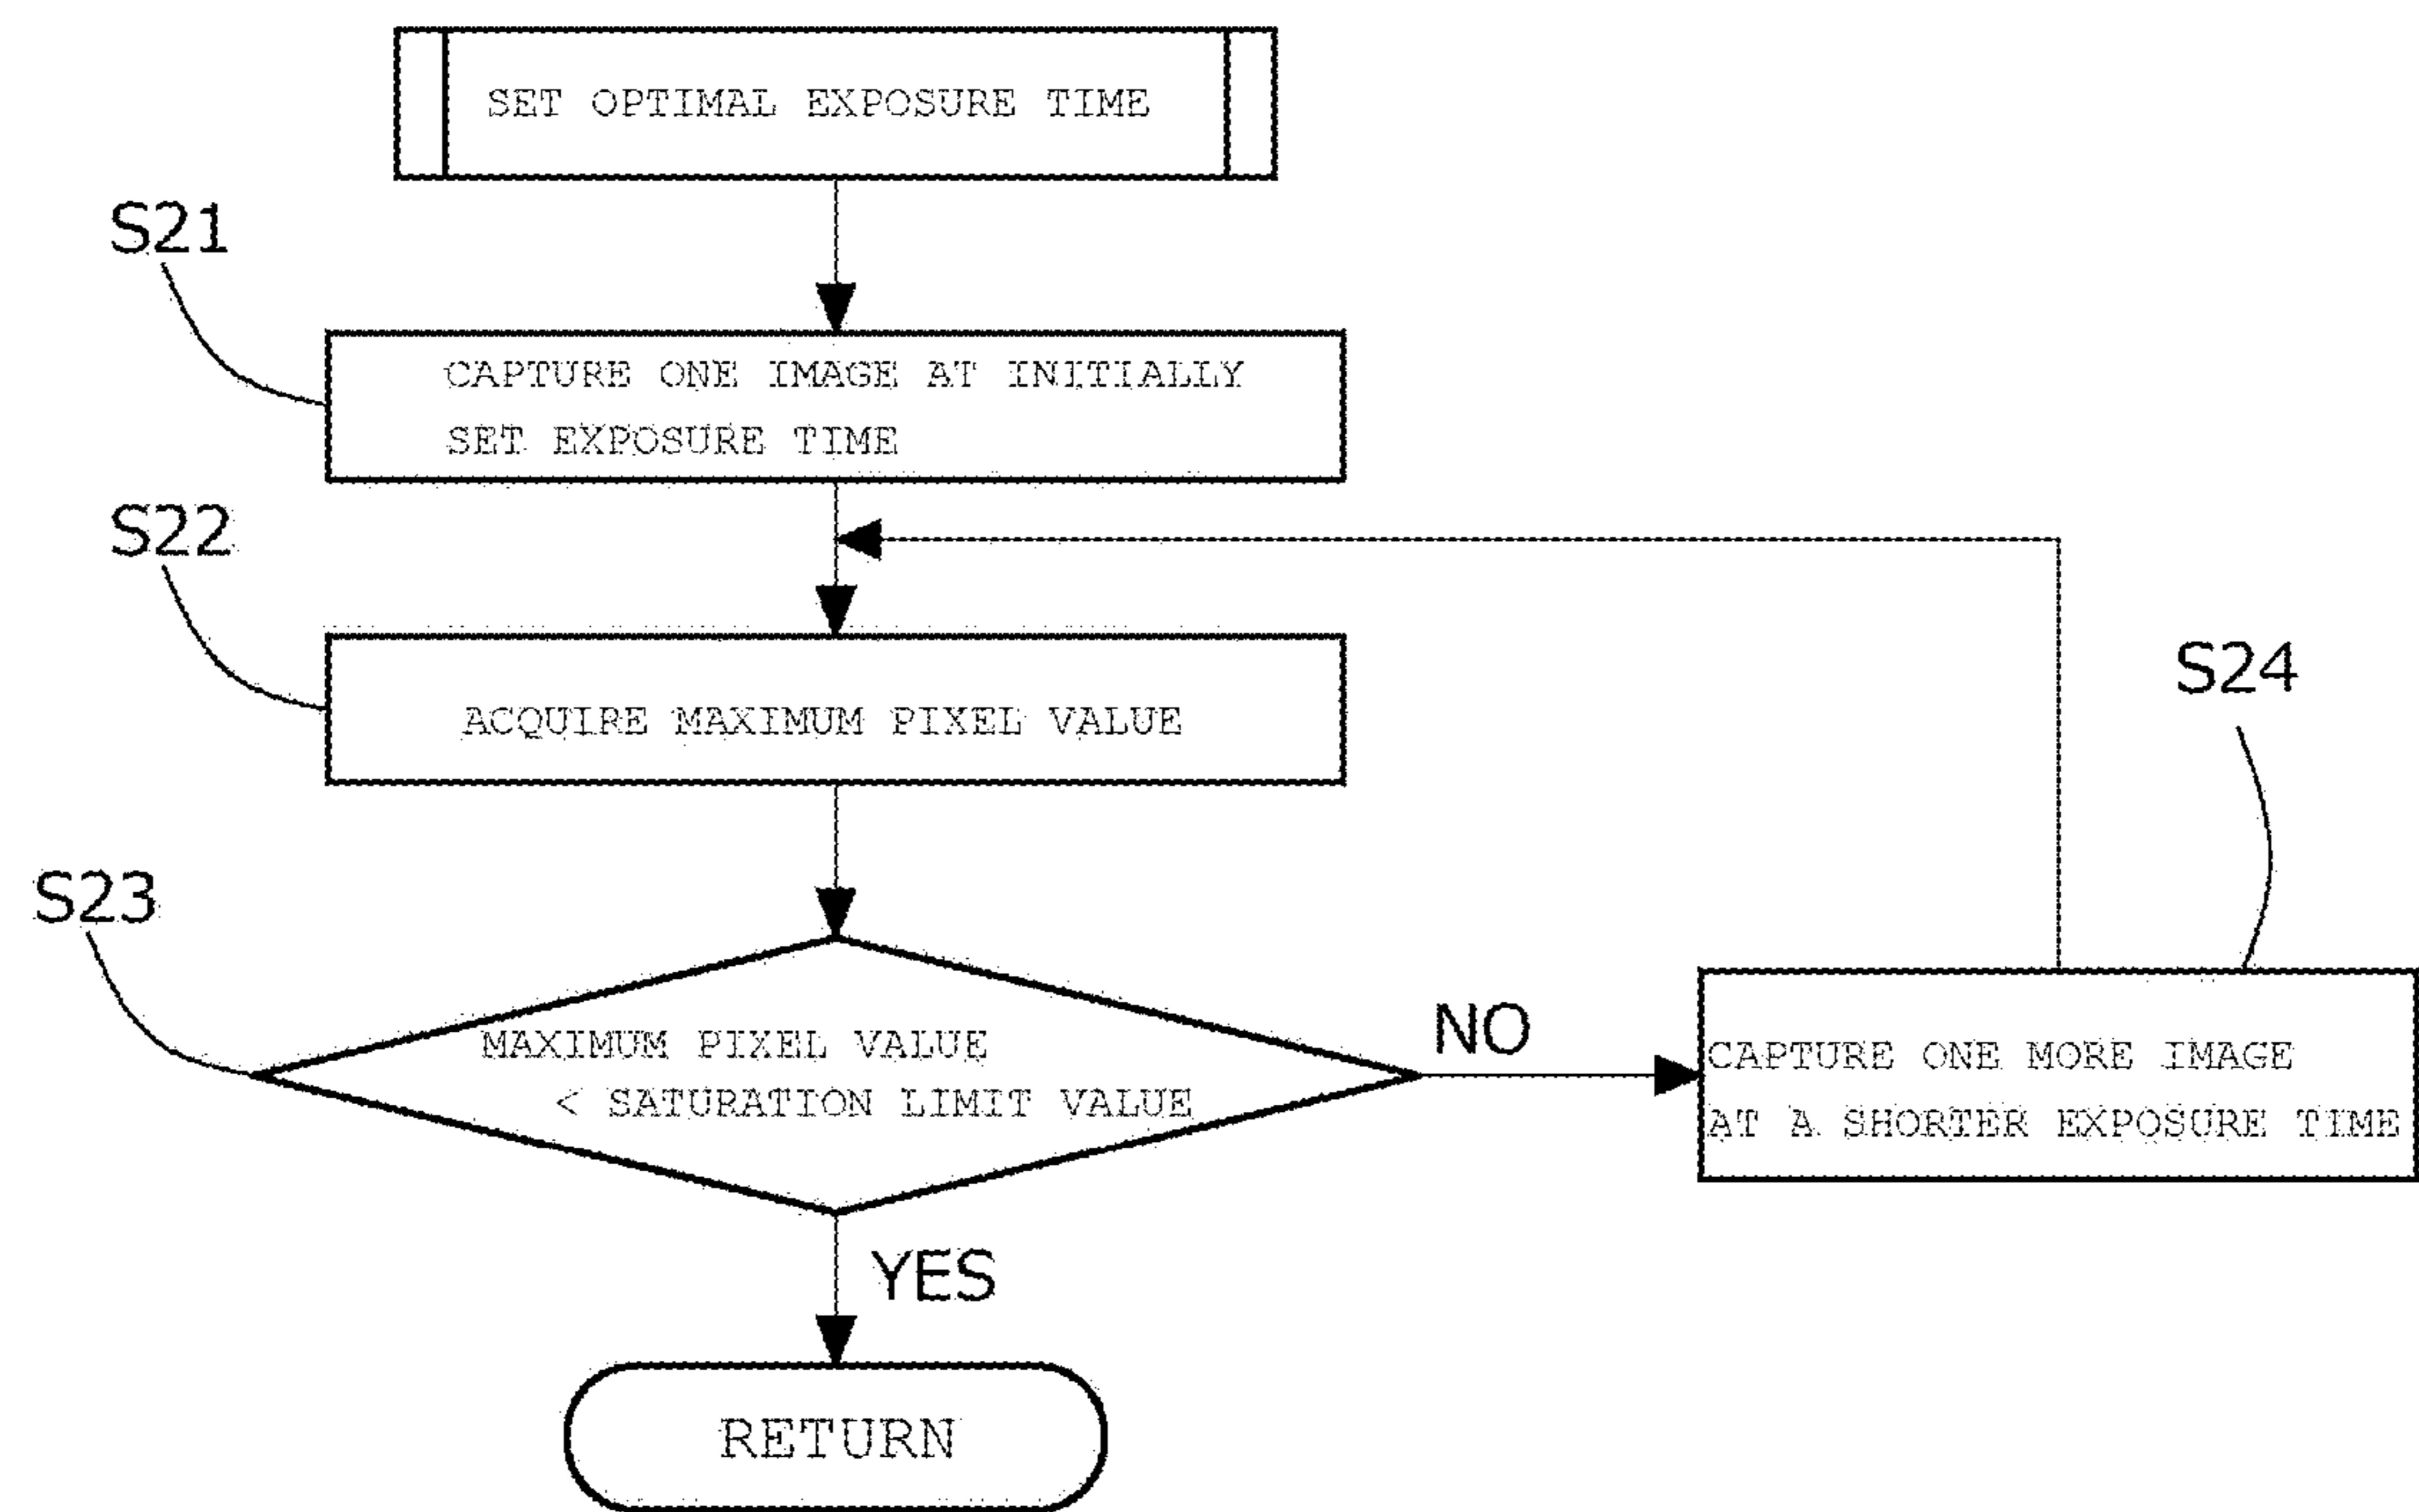 SET OPTIMAL EXPOSURE TIME
S21
CAPTURE ONE IMAGE AT INITIALLY
SET EXPOSURE TIME
S22
ACQUIRE MAXIMUM PIXEL VALUE
S24
S23
MAXIMUM PIXEL VALUE
< SATURATION LIMIT VALUE
NO
CAPTURE ONE MORE IMAGE
AT A SHORTER EXPOSURE TIME
YES
RETURN